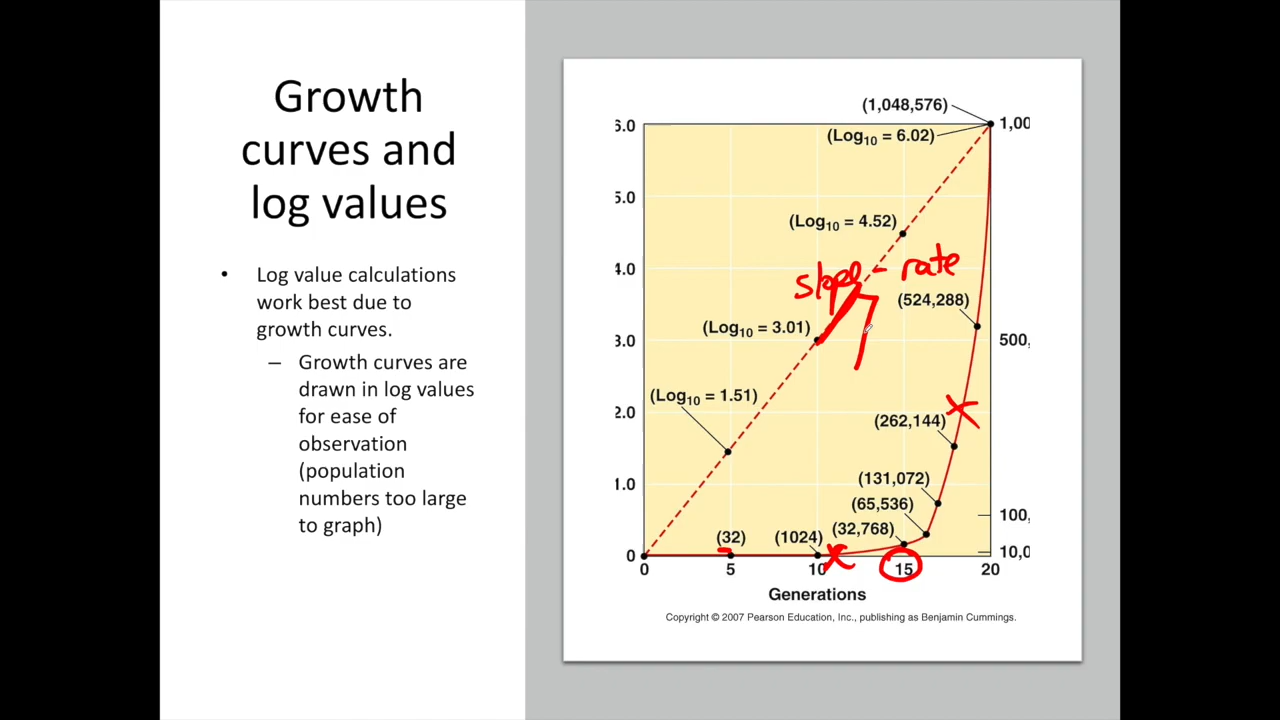 Growth
curves and
log values
• Log value calculations
work best due to
growth curves.
– Growth curves are
drawn in log values
for ease of
observation
(population
numbers too large
to graph)
(1,048,576)
6.0
1,00
(Log10 = 6.02)
5.0
(Log10 = 4.52)
4.0
slope - rate
(524,288)
(Log10 = 3.01)
3.0
500,
(Log10 = 1.51)
2.0
(262,144)
(131,072)
1.0
(65,536)
100,
(32,768)
(32)
(1024)
0
10,0
0 5 10 15 20
Generations
Copyright © 2007 Pearson Education, Inc., publishing as Benjamin Cummings.